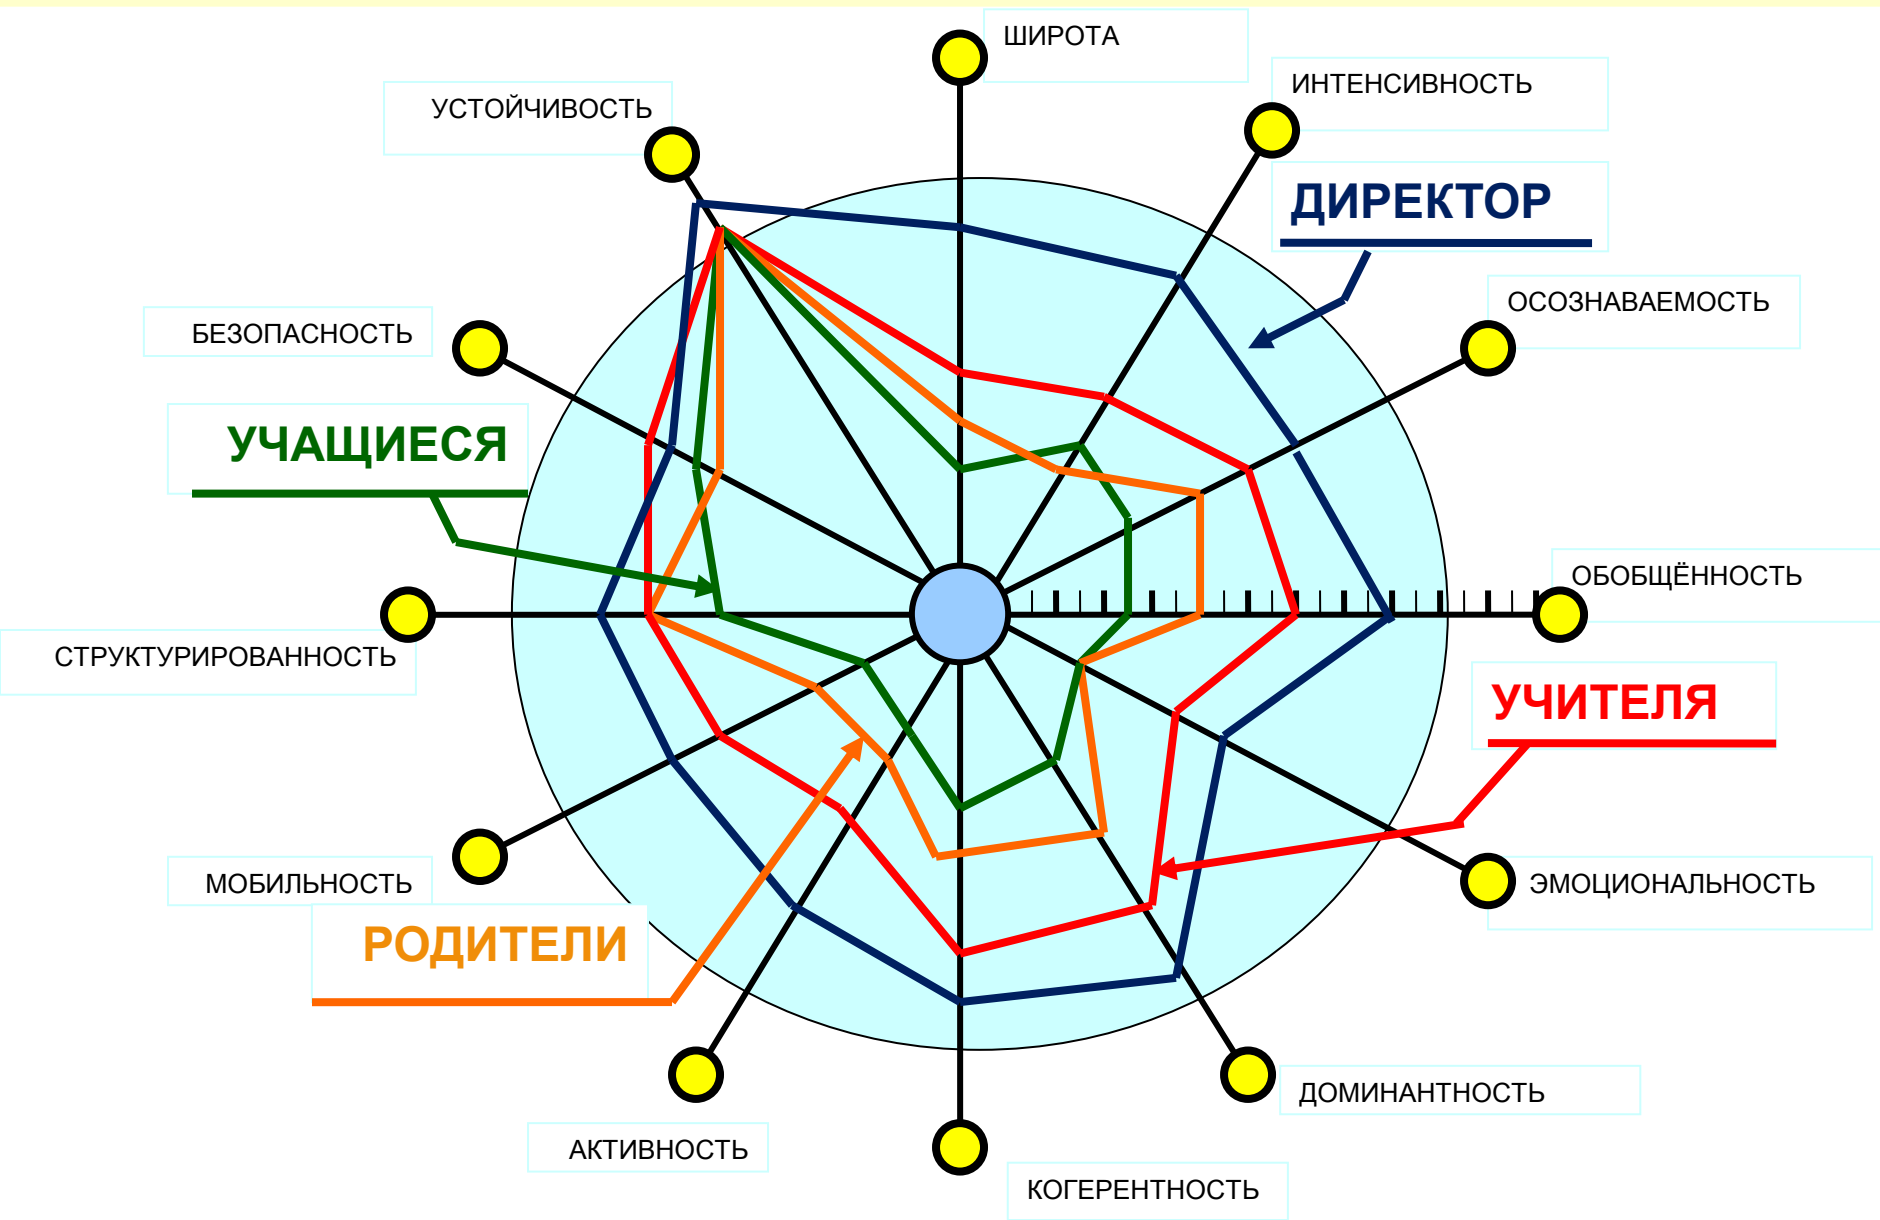 ШИРОТА
ИНТЕНСИВНОСТЬ
УСТОЙЧИВОСТЬ
ДИРЕКТОР
ОСОЗНАВАЕМОСТЬ
БЕЗОПАСНОСТЬ
УЧАЩИЕСЯ
ОБОБЩЁННОСТЬ
СТРУКТУРИРОВАННОСТЬ
УЧИТЕЛЯ
МОБИЛЬНОСТЬ
ЭМОЦИОНАЛЬНОСТЬ
РОДИТЕЛИ
ДОМИНАНТНОСТЬ
АКТИВНОСТЬ
КОГЕРЕНТНОСТЬ